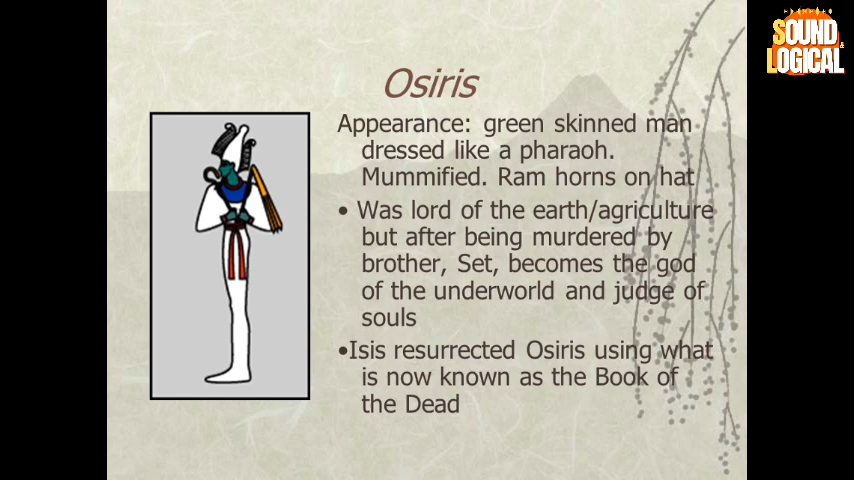 SOUND
& LOGICAL
Osiris
Appearance: green skinned man
dressed like a pharaoh.
Mummified. Ram horns on hat
• Was lord of the earth/agriculture
but after being murdered by
brother, Set, becomes the god
of the underworld and judge of
souls
•Isis resurrected Osiris using what
is now known as the Book of
the Dead